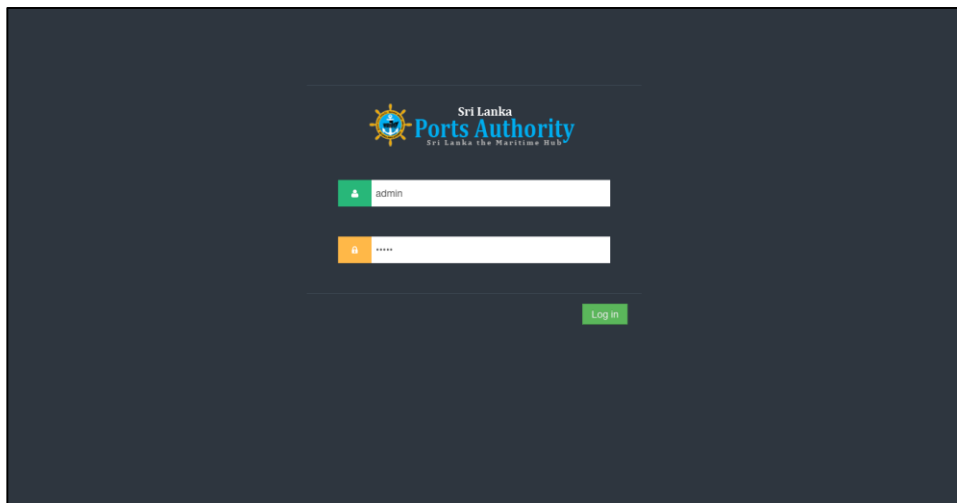 Sri Lanka
Ports Authority
Sri Lanka the Maritime Hub
admin
•••••
Log in